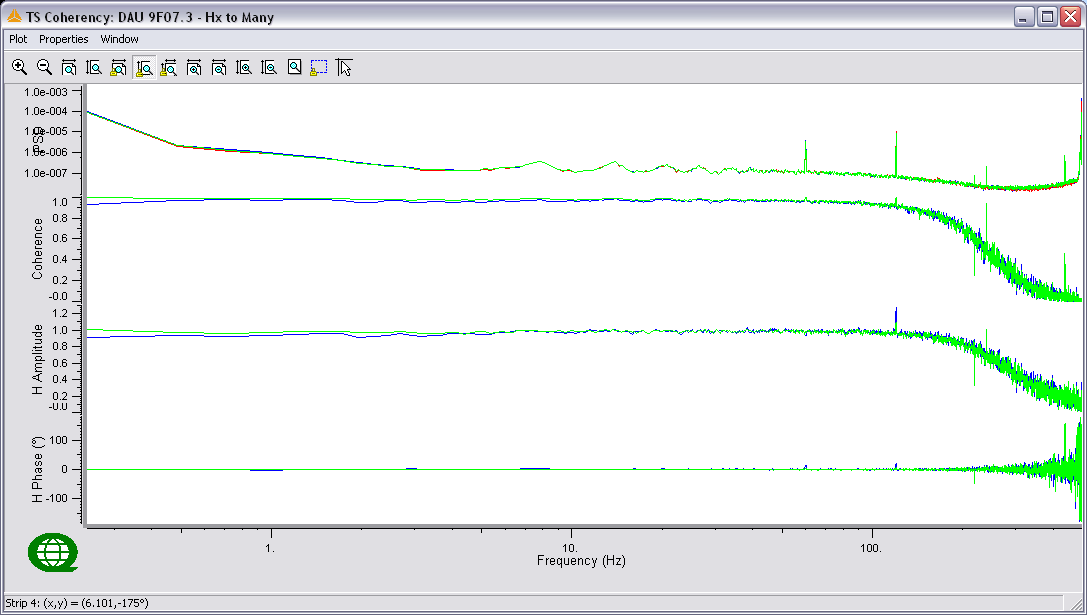 TS Coherency: DAU 9F07.3 - Hx to Many
Plot Properties Window
1.0e-003
1.0e-004
1.0e-005
1.0e-006
1.0e-007
PSD
1.0
0.8
0.6
0.4
0.2
-0.0
Coherence
1.2
1.0
0.8
0.6
0.4
0.2
-0.0
H Amplitude
100
0
-100
H Phase (°)
1. 10. 100.
Frequency (Hz)
Strip 4: (x,y) = (6.101,-175°)